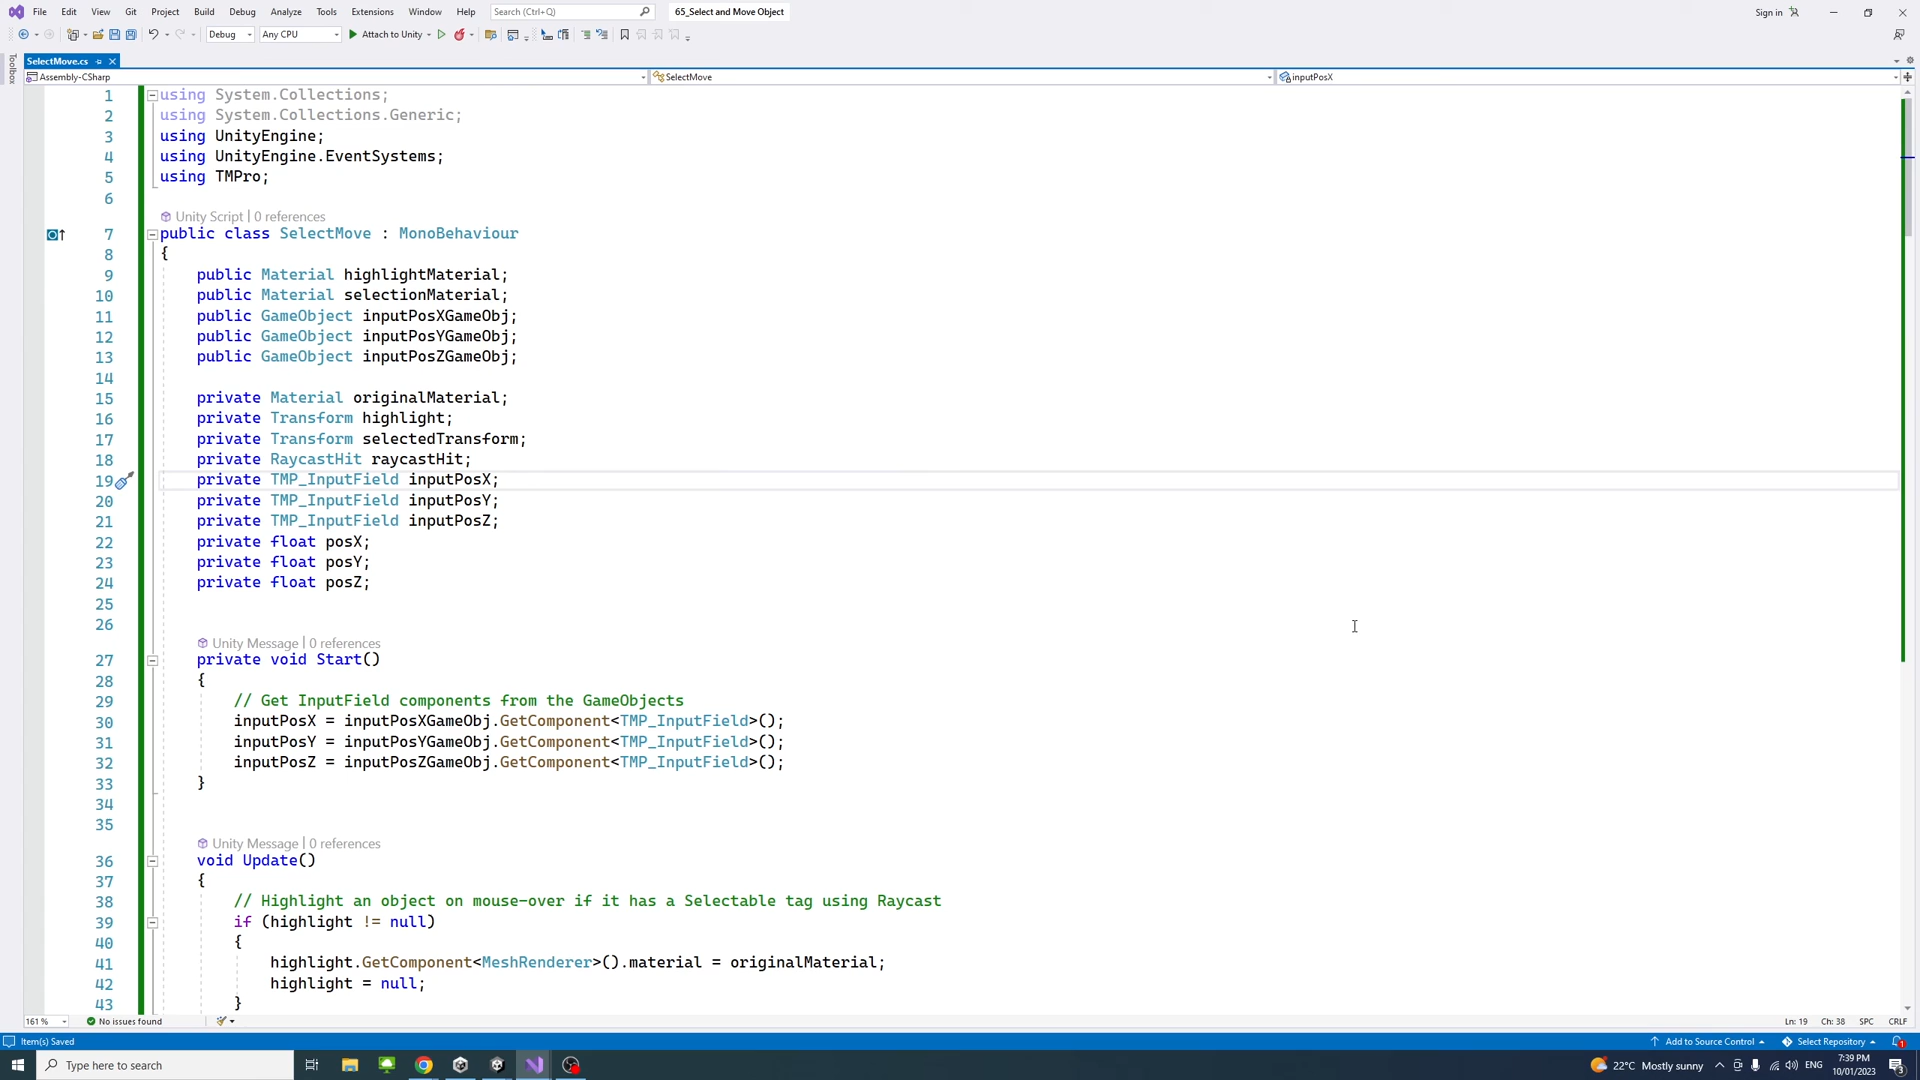 File Edit View Git Project Build Debug Test Analyze Tools Extensions Window Help Search (Ctrl+Q) 65_Select and Move Object Sign in
Debug Any CPU Attach to Unity
Toolbox
SelectMove.cs
Assembly-CSharp SelectMove inputPosX
1 using System.Collections;
2 using System.Collections.Generic;
3 using UnityEngine;
4 using UnityEngine.EventSystems;
5 using TMPro;
6
Unity Script | 0 references
7 public class SelectMove : MonoBehaviour
8 {
9 public Material highlightMaterial;
10 public Material selectionMaterial;
11 public GameObject inputPosXGameObj;
12 public GameObject inputPosYGameObj;
13 public GameObject inputPosZGameObj;
14
15 private Material originalMaterial;
16 private Transform highlight;
17 private Transform selectedTransform;
18 private RaycastHit raycastHit;
19 private TMP_InputField inputPosX;
20 private TMP_InputField inputPosY;
21 private TMP_InputField inputPosZ;
22 private float posX;
23 private float posY;
24 private float posZ;
25
26
Unity Message | 0 references
27 private void Start()
28 {
29 // Get InputField components from the GameObjects
30 inputPosX = inputPosXGameObj.GetComponent<TMP_InputField>();
31 inputPosY = inputPosYGameObj.GetComponent<TMP_InputField>();
32 inputPosZ = inputPosZGameObj.GetComponent<TMP_InputField>();
33 }
34
35
Unity Message | 0 references
36 void Update()
37 {
38 // Highlight an object on mouse-over if it has a Selectable tag using Raycast
39 if (highlight != null)
40 {
41 highlight.GetComponent<MeshRenderer>().material = originalMaterial;
42 highlight = null;
43 }
161 % No issues found Ln: 19 Ch: 38 SPC CRLF
Item(s) Saved Add to Source Control Select Repository 1
Type here to search 22°C Mostly sunny ENG 7:39 PM
10/01/2023 3